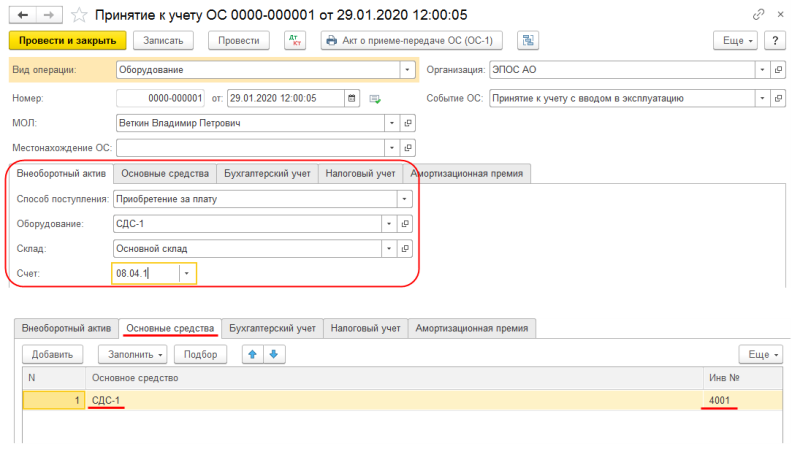 Принятие к учету ОС 0000-000001 от 29.01.2020 12:00:05
Провести и закрыть Записать Провести Дт Кт Акт о приеме-передаче ОС (ОС-1) Еще ?
Вид операции: Оборудование Организация: ЭПОС АО
Номер: 0000-000001 от: 29.01.2020 12:00:05 Событие ОС: Принятие к учету с вводом в эксплуатацию
МОЛ: Веткин Владимир Петрович
Местонахождение ОС:
Внеоборотный актив Основные средства Бухгалтерский учет Налоговый учет Амортизационная премия
Способ поступления: Приобретение за плату
Оборудование: СДС-1
Склад: Основной склад
Счет: 08.04.1
Внеоборотный актив Основные средства Бухгалтерский учет Налоговый учет Амортизационная премия
Добавить Заполнить Подбор Еще
N Основное средство Инв №
1 СДС-1 4001